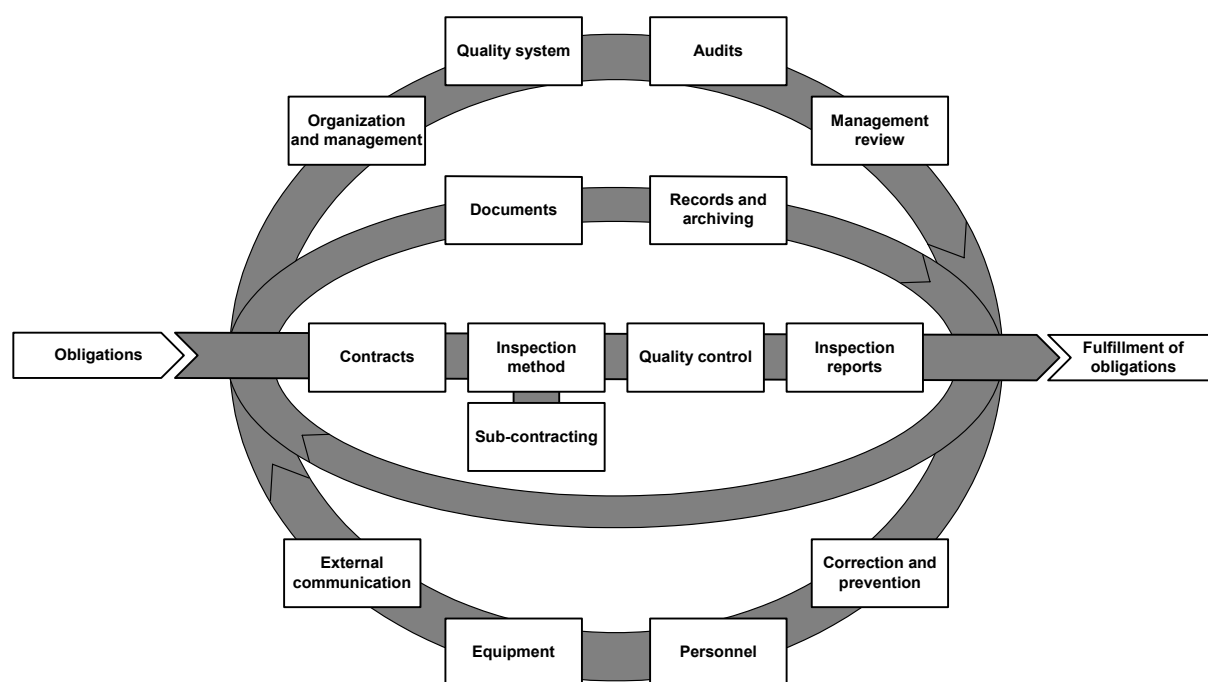 Quality system
Audits
Organization
and management
Management
review
Documents
Records and
archiving
Obligations
Contracts
Inspection
method
Quality control
Inspection
reports
Fulfillment of
obligations
Sub-contracting
External
communication
Correction and
prevention
Equipment
Personnel